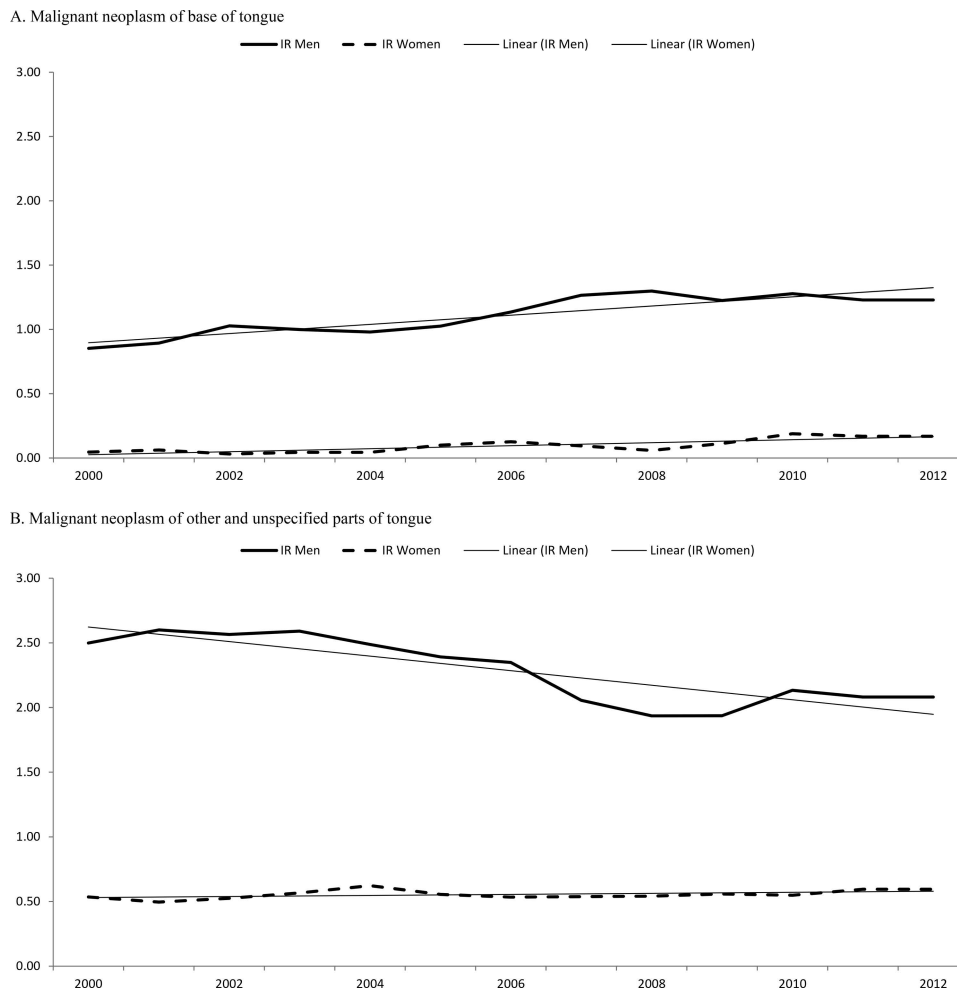 A. Malignant neoplasm of base of tongue
IR Men IR Women Linear (IR Men) Linear (IR Women)
3.00
2.50
2.00
1.50
1.00
0.50
0.00
2000 2002 2004 2006 2008 2010 2012
B. Malignant neoplasm of other and unspecified parts of tongue
IR Men IR Women Linear (IR Men) Linear (IR Women)
3.00
2.50
2.00
1.50
1.00
0.50
0.00
2000 2002 2004 2006 2008 2010 2012